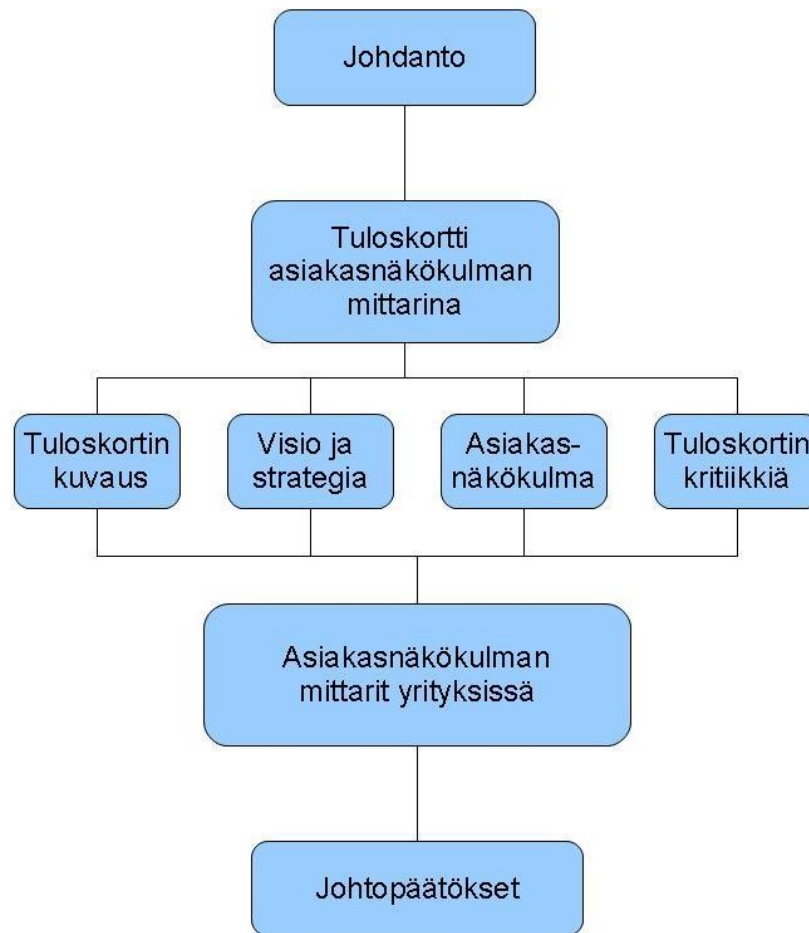 Johdanto
Tuloskortti
asiakasnäkökulman
mittarina
Tuloskortin
kuvaus
Visio ja
strategia
Asiakas-
näkökulma
Tuloskortin
kritiikkiä
Asiakasnäkökulman
mittarit yrityksissä
Johtopäätökset